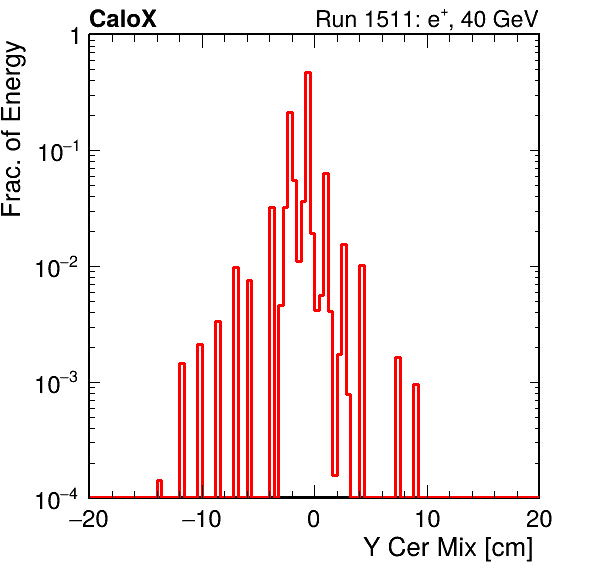 CaloX Run 1511: e⁺, 40 GeV
Frac. of Energy
1
10⁻¹
10⁻²
10⁻³
10⁻⁴
−20 −10 0 10 20
Y Cer Mix [cm]